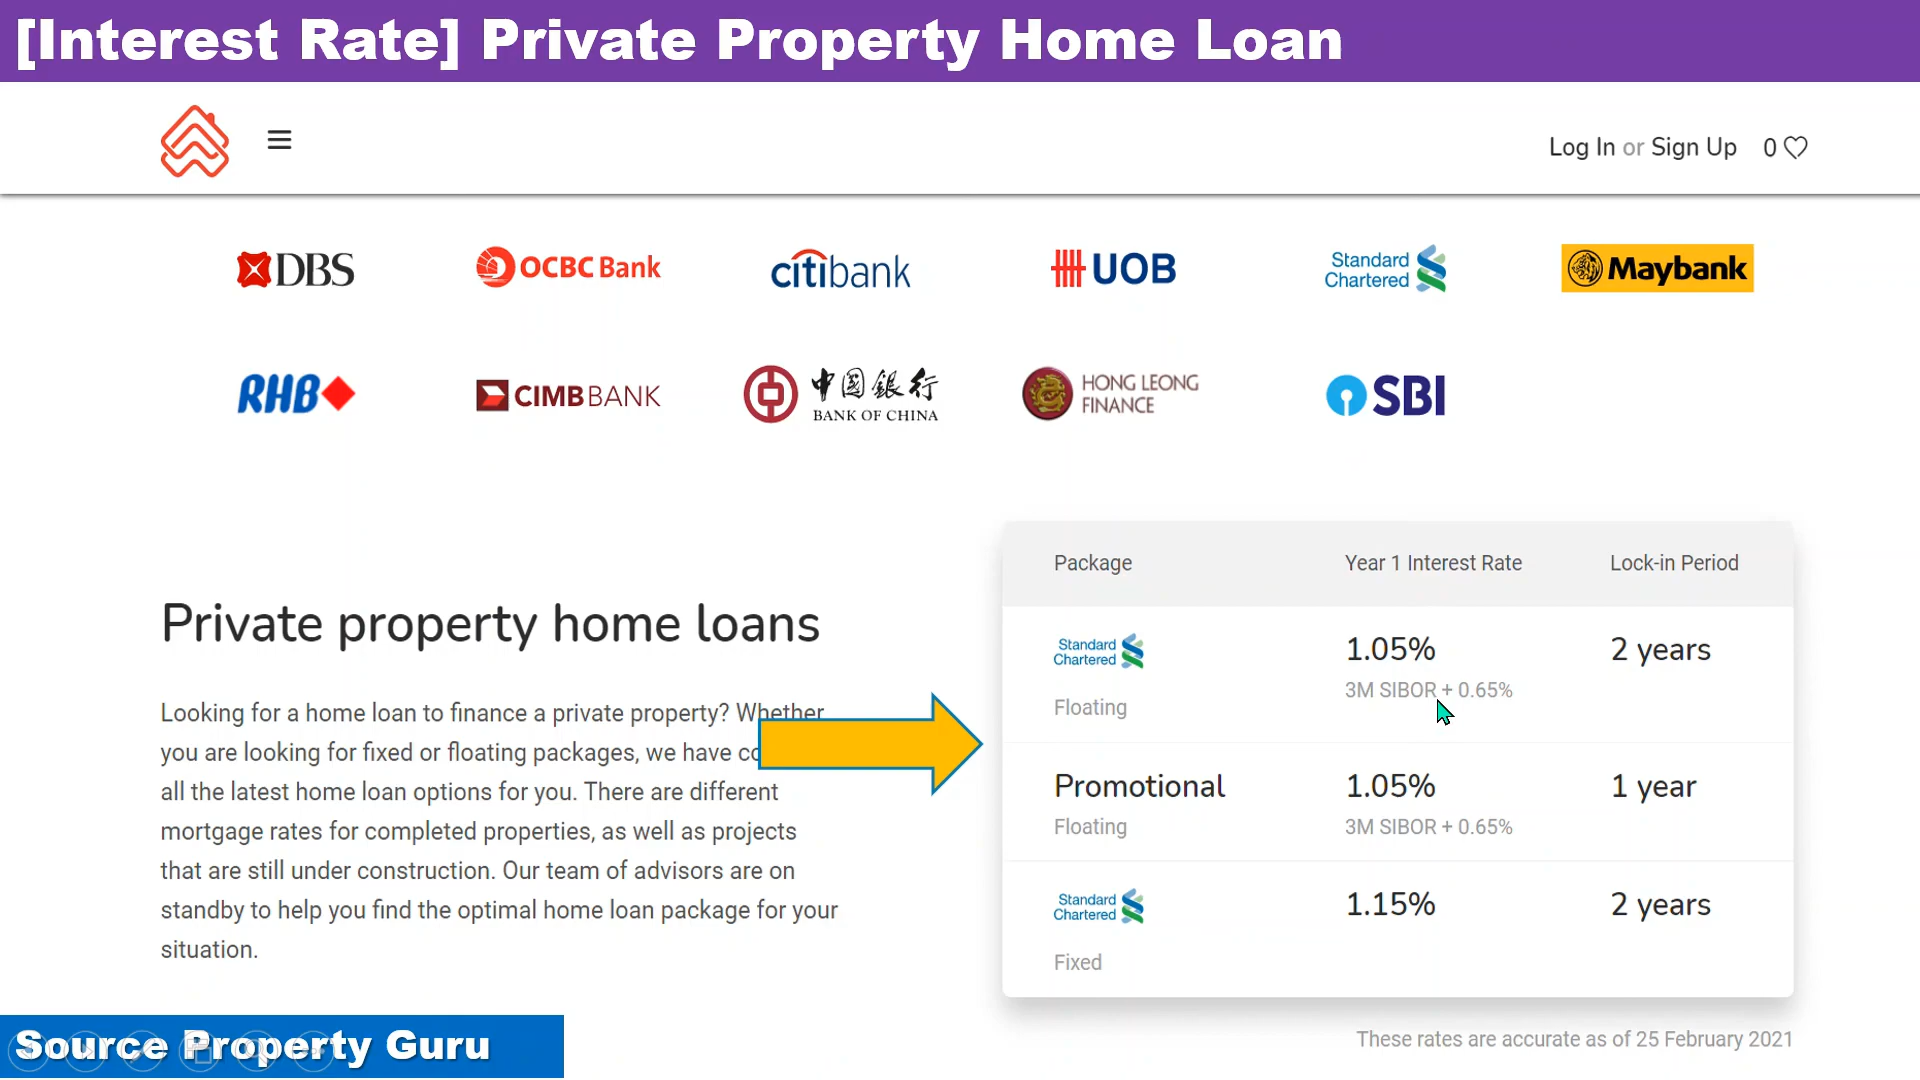 [Interest Rate] Private Property Home Loan
Log In or Sign Up 0
DBS OCBC Bank citibank UOB Standard Chartered Maybank
RHB CIMB BANK 中國銀行 BANK OF CHINA HONG LEONG FINANCE SBI
Private property home loans
Looking for a home loan to finance a private property? Whether
you are looking for fixed or floating packages, we have
all the latest home loan options for you. There are different
mortgage rates for completed properties, as well as projects
that are still under construction. Our team of advisors are on
standby to help you find the optimal home loan package for your
situation.
Package Year 1 Interest Rate Lock-in Period
Standard Chartered 1.05% 2 years
3M SIBOR + 0.65%
Floating
Promotional 1.05% 1 year
Floating 3M SIBOR + 0.65%
Standard Chartered 1.15% 2 years
Fixed
These rates are accurate as of 25 February 2021
Source Property Guru